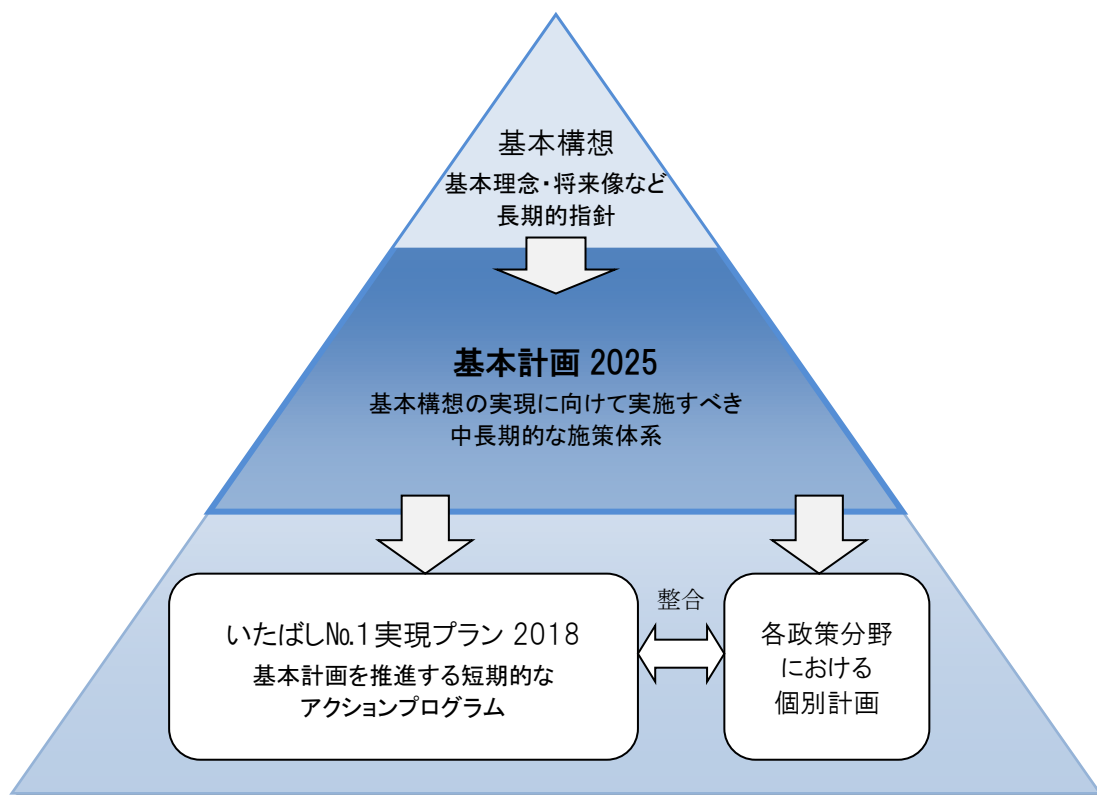 基本構想
基本理念・将来像など
長期的指針
基本計画 2025
基本構想の実現に向けて実施すべき
中長期的な施策体系
いたばし№1実現プラン 2018
基本計画を推進する短期的な
アクションプログラム
整合
各政策分野
における
個別計画